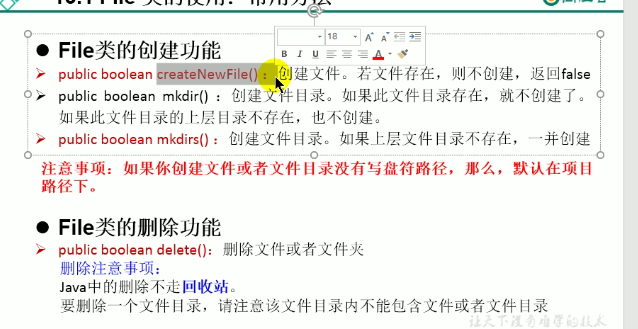 ● File类的创建功能
➢ public boolean createNewFile() ：创建文件。若文件存在，则不创建，返回false
➢ public boolean mkdir() ：创建文件目录。如果此文件目录存在，就不创建了。
如果此文件目录的上层目录不存在，也不创建。
➢ public boolean mkdirs() ：创建文件目录。如果上层文件目录不存在，一并创建
注意事项：如果你创建文件或者文件目录没有写盘符路径，那么，默认在项目
路径下。
● File类的删除功能
➢ public boolean delete()：删除文件或者文件夹
删除注意事项：
Java中的删除不走回收站。
要删除一个文件目录，请注意该文件目录内不能包含文件或者文件目录
18
B I U A